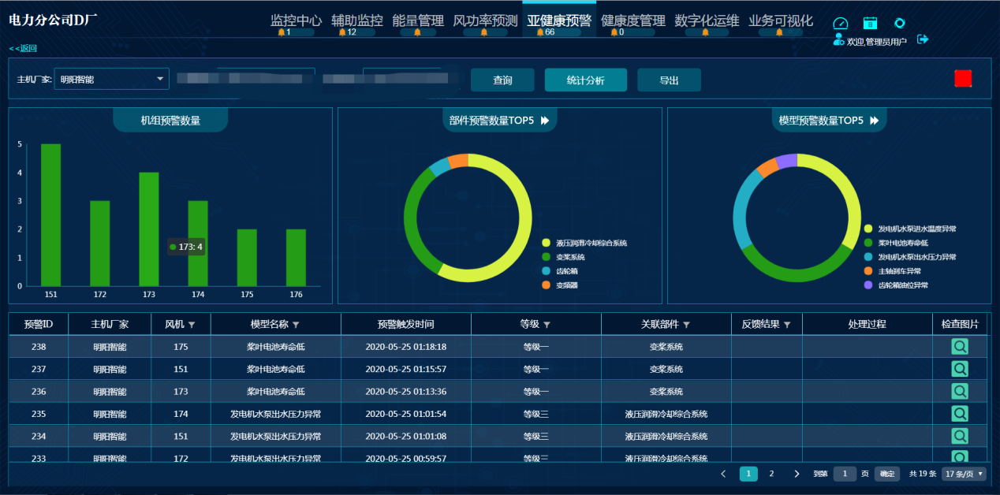 电力分公司D厂
监控中心 辅助监控 能量管理 风功率预测 亚健康预警 健康度管理 数字化运维 业务可视化
1 12 66 0
欢迎,管理员用户
<<返回
主机厂家: 明阳智能 查询 统计分析 导出
机组预警数量
5
4
3
2
1
0
173: 4
151 172 173 174 175 176
部件预警数量TOP5
液压润滑冷却综合系统
变桨系统
齿轮箱
变频器
模型预警数量TOP5
发电机水泵进水温度异常
桨叶电池寿命低
发电机水泵出水压力异常
主轴刹车异常
齿轮箱油位异常
预警ID 主机厂家 风机 模型名称 预警触发时间 等级 关联部件 反馈结果 处理过程 检查图片
238 明阳智能 175 桨叶电池寿命低 2020-05-25 01:18:18 等级一 变桨系统
237 明阳智能 151 桨叶电池寿命低 2020-05-25 01:15:57 等级一 变桨系统
236 明阳智能 173 桨叶电池寿命低 2020-05-25 01:13:36 等级一 变桨系统
235 明阳智能 174 发电机水泵出水压力异常 2020-05-25 01:01:54 等级三 液压润滑冷却综合系统
234 明阳智能 151 发电机水泵出水压力异常 2020-05-25 01:01:08 等级三 液压润滑冷却综合系统
233 明阳智能 172 发电机水泵出水压力异常 2020-05-25 00:59:57 等级三 液压润滑冷却综合系统
1 2 到第 1 页 确定 共 19 条 17 条/页